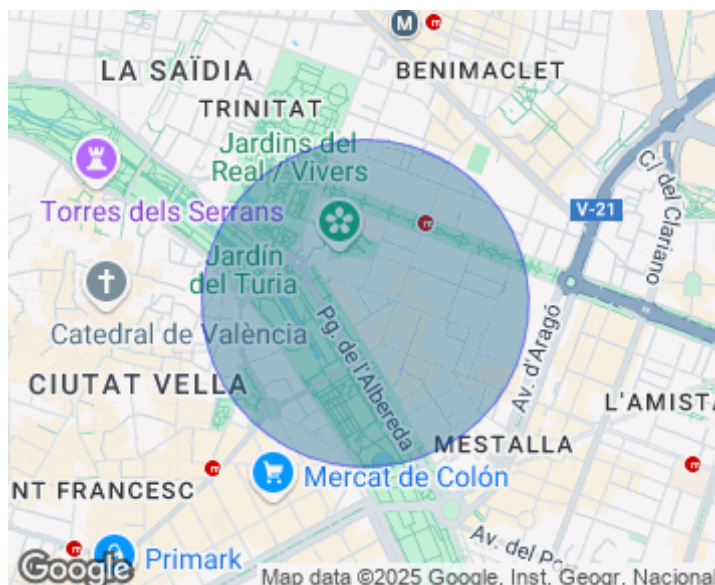 M
LA SAÏDIA
BENIMACLET
TRINITAT
Jardins del
Real / Vivers
Torres dels Serrans
V-21
C/ del Clariano
Jardín
del Turia
Catedral de València
Pg. de l'Albereda
Av. d'Aragó
CIUTAT VELLA
L'AMISTA
MESTALLA
Mercat de Colón
NT FRANCESC
Av. del Po
Primark
Google
Map data ©2025 Google, Inst. Geogr. Nacional